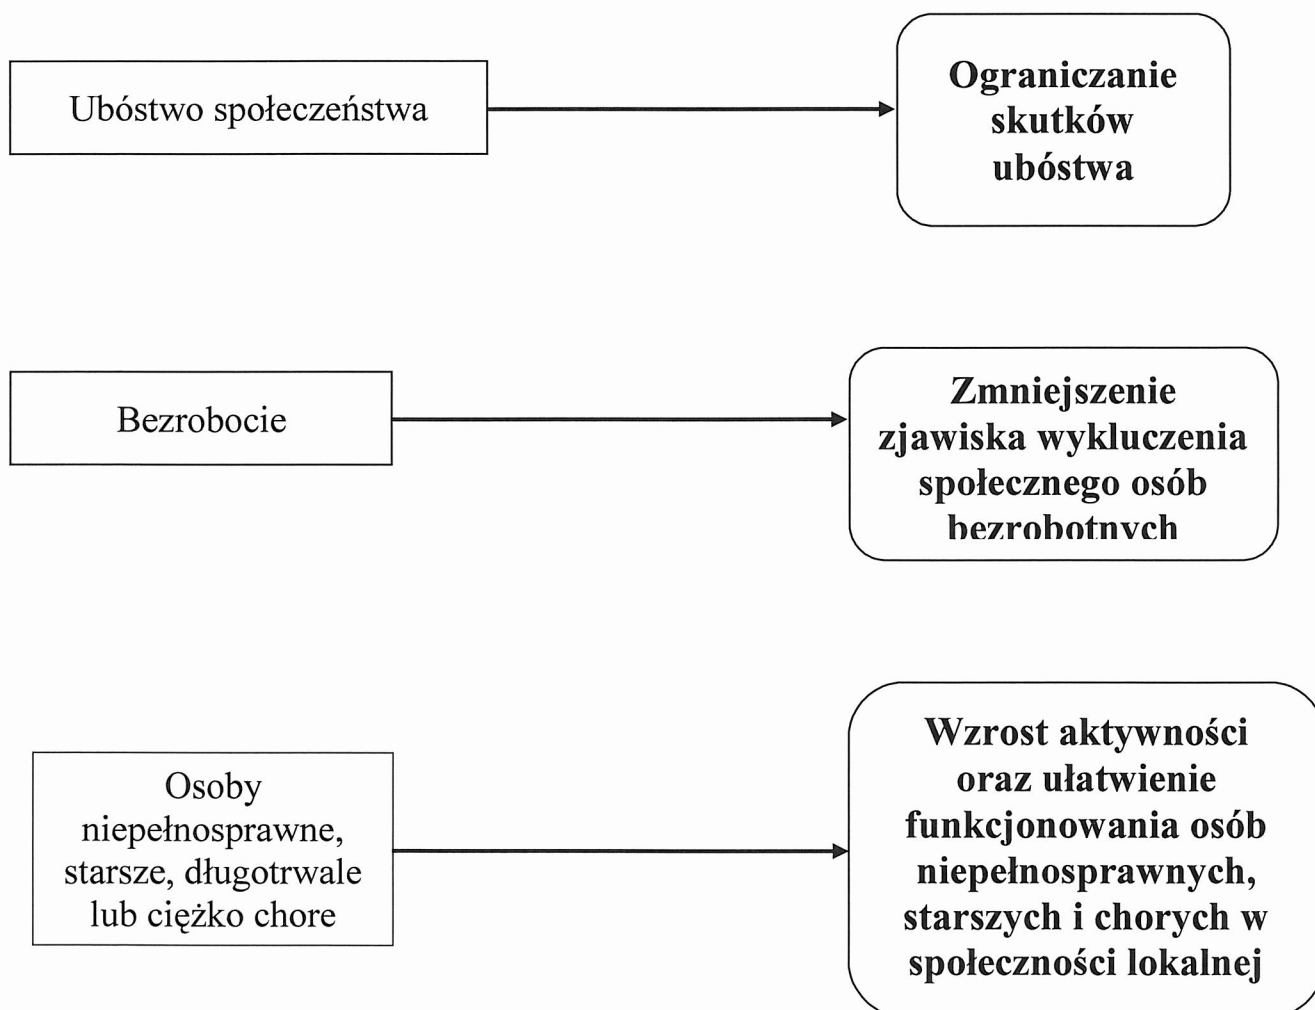 Ubóstwo społeczeństwa
Ograniczanie
skutków
ubóstwa
Bezrobocie
Zmniejszenie
zjawiska wykluczenia
społecznego osób
bezrobotnych
Osoby
niepełnosprawne,
starsze, długotrwale
lub ciężko chore
Wzrost aktywności
oraz ułatwienie
funkcjonowania osób
niepełnosprawnych,
starszych i chorych w
społeczności lokalnej